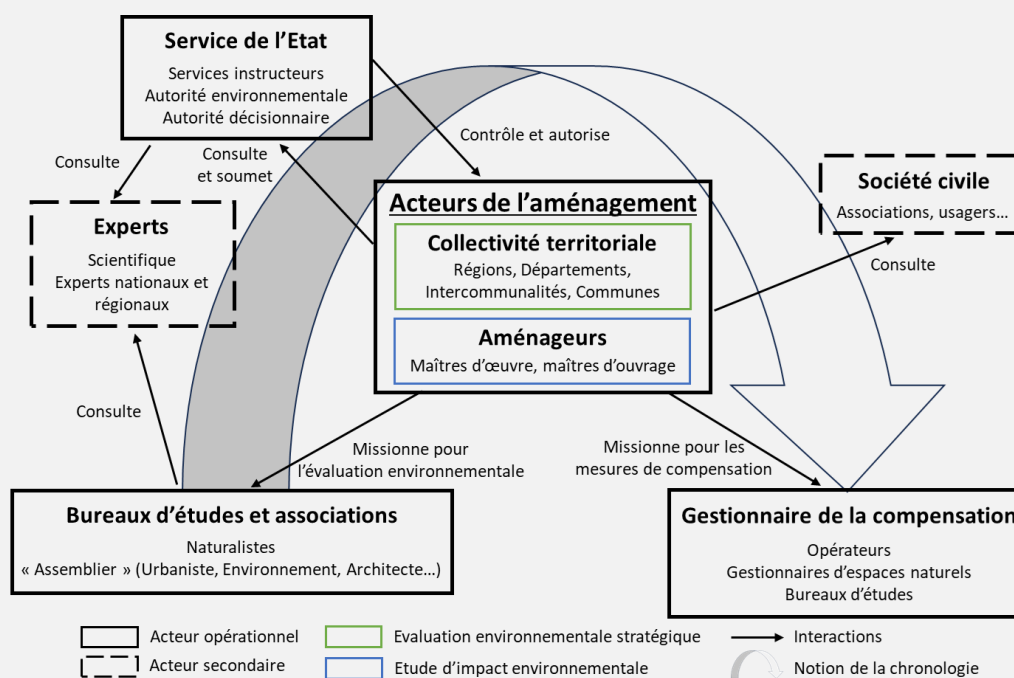 Service de l'Etat
Services instructeurs
Autorité environnementale
Autorité décisionnaire
Consulte
Consulte
et soumet
Contrôle et autorise
Experts
Scientifique
Experts nationaux et
régionaux
Acteurs de l'aménagement
Collectivité territoriale
Régions, Départements,
Intercommunalités, Communes
Aménageurs
Maîtres d'œuvre, maîtres d'ouvrage
Société civile
Associations, usagers…
Consulte
Consulte
Missionne pour
l'évaluation environnementale
Missionne pour les
mesures de compensation
Bureaux d'études et associations
Naturalistes
« Assemblier » (Urbaniste, Environnement, Architecte…)
Gestionnaire de la compensation
Opérateurs
Gestionnaires d'espaces naturels
Bureaux d'études
Acteur opérationnel
Evaluation environnementale stratégique
Interactions
Acteur secondaire
Etude d'impact environnementale
Notion de la chronologie